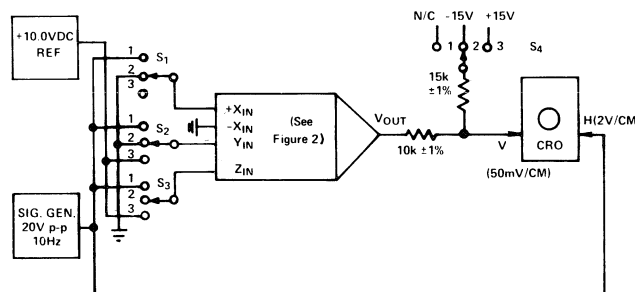 +10.0VDC
REF
N/C -15V +15V
1 2 3 S4
1 S1
2
3
15k
±1%
+XIN
-XIN
YIN
ZIN
(See
Figure 2)
VOUT
10k ±1%
V
CRO
H(2V/CM
(50mV/CM)
1
S2
2
3
1
S3
2
3
SIG. GEN.
20V p-p
10Hz